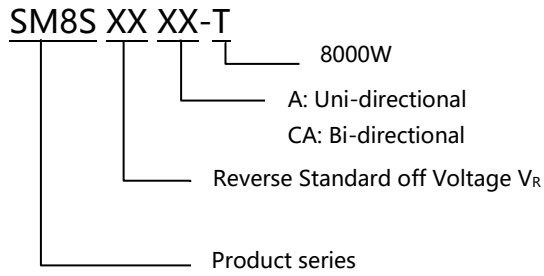 SM8S XX XX-T
8000W
A: Uni-directional
CA: Bi-directional
Reverse Standard off Voltage VR
Product series